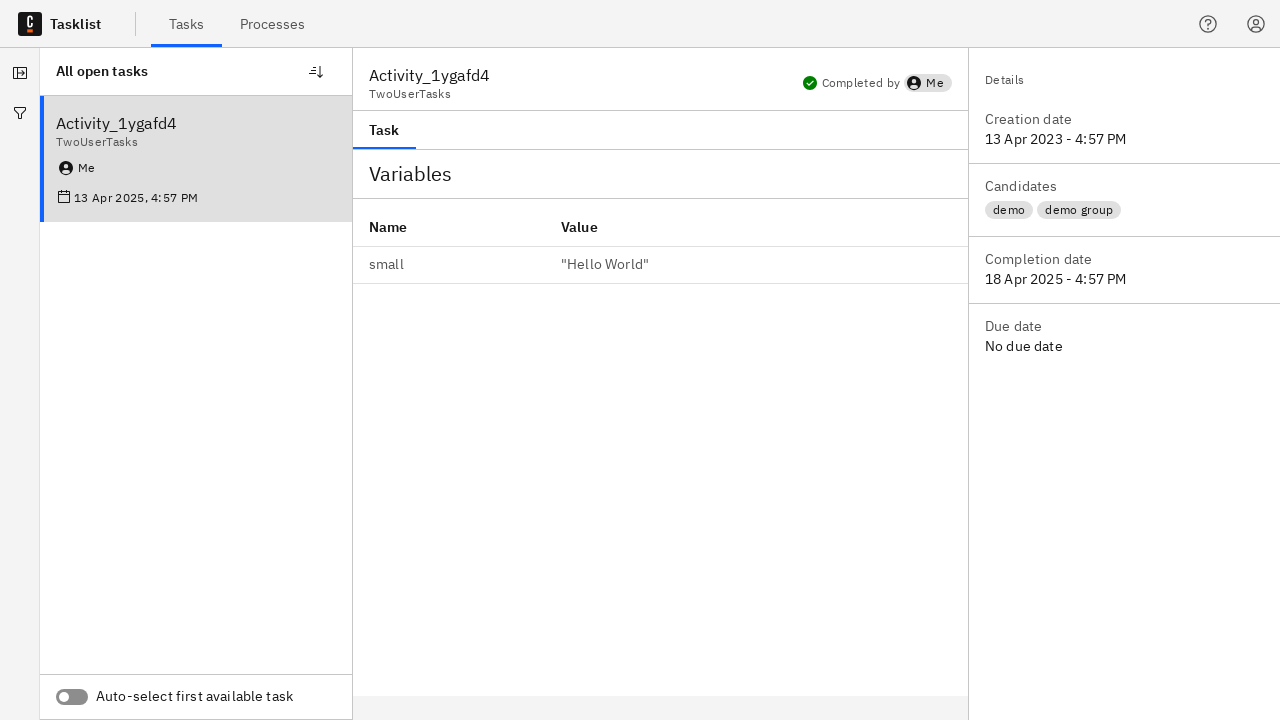 Tasklist
Tasks
Processes
All open tasks
Activity_1ygafd4
TwoUserTasks
Me
13 Apr 2025, 4:57 PM
Auto-select first available task
Activity_1ygafd4
TwoUserTasks
Completed by Me
Task
Variables
Name Value
small "Hello World"
Details
Creation date
13 Apr 2023 - 4:57 PM
Candidates
demo demo group
Completion date
18 Apr 2025 - 4:57 PM
Due date
No due date